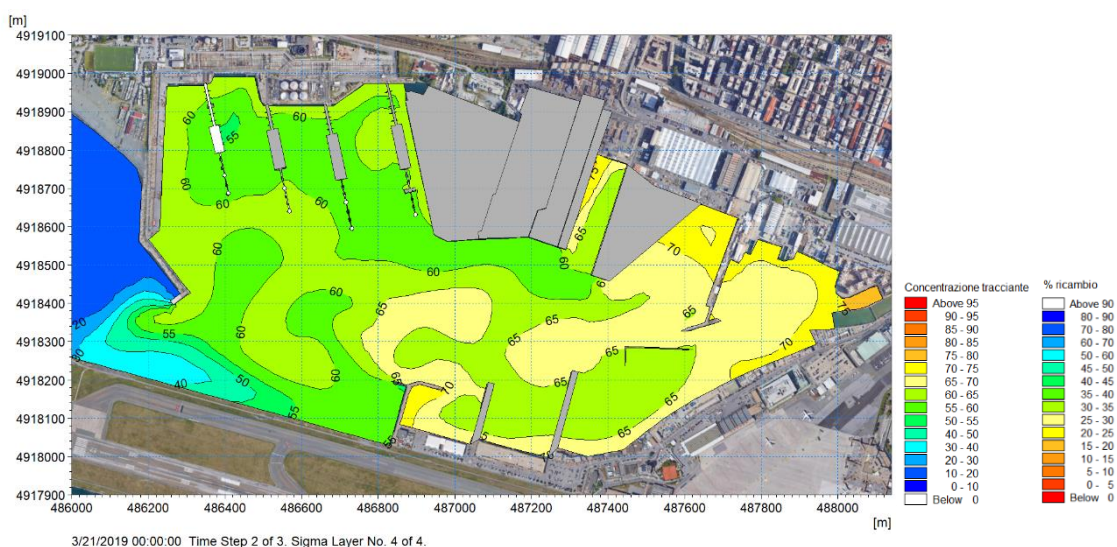 [m]
4919100
4919000
4918900
4918800
4918700
4918600
4918500
4918400
4918300
4918200
4918100
4918000
4917900
486000 486200 486400 486600 486800 487000 487200 487400 487600 487800 488000
[m]
60
55
60
60
60
75
65
70
60
60
60
60
65
65
65
65
70
75
20
30
55
40
50
55
55
60
60
65
65
70
65
65
65
Concentrazione tracciante
Above 95
90 - 95
85 - 90
80 - 85
75 - 80
70 - 75
65 - 70
60 - 65
55 - 60
50 - 55
40 - 50
30 - 40
20 - 30
10 - 20
0 - 10
Below 0
% ricambio
Above 90
80 - 90
70 - 80
60 - 70
50 - 60
45 - 50
40 - 45
35 - 40
30 - 35
25 - 30
20 - 25
15 - 20
10 - 15
5 - 10
0 - 5
Below 0
3/21/2019 00:00:00 Time Step 2 of 3. Sigma Layer No. 4 of 4.